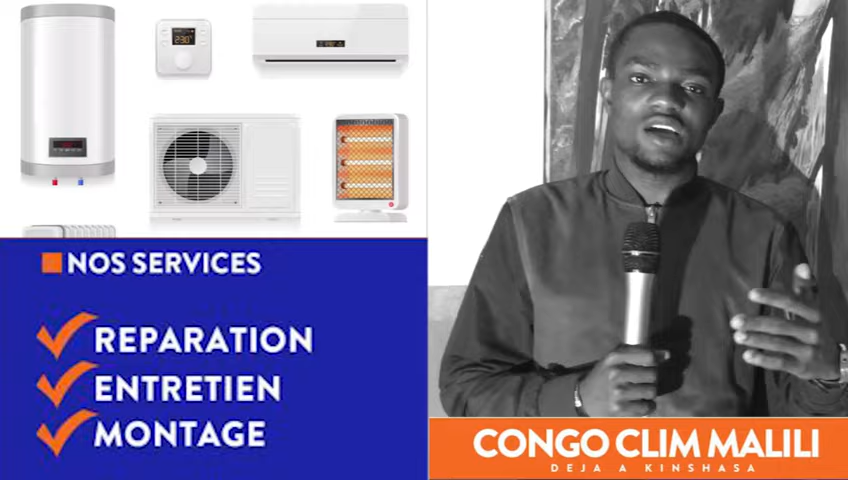 NOS SERVICES
REPARATION
ENTRETIEN
MONTAGE
CONGO CLIM MALILI
DEJA A KINSHASA